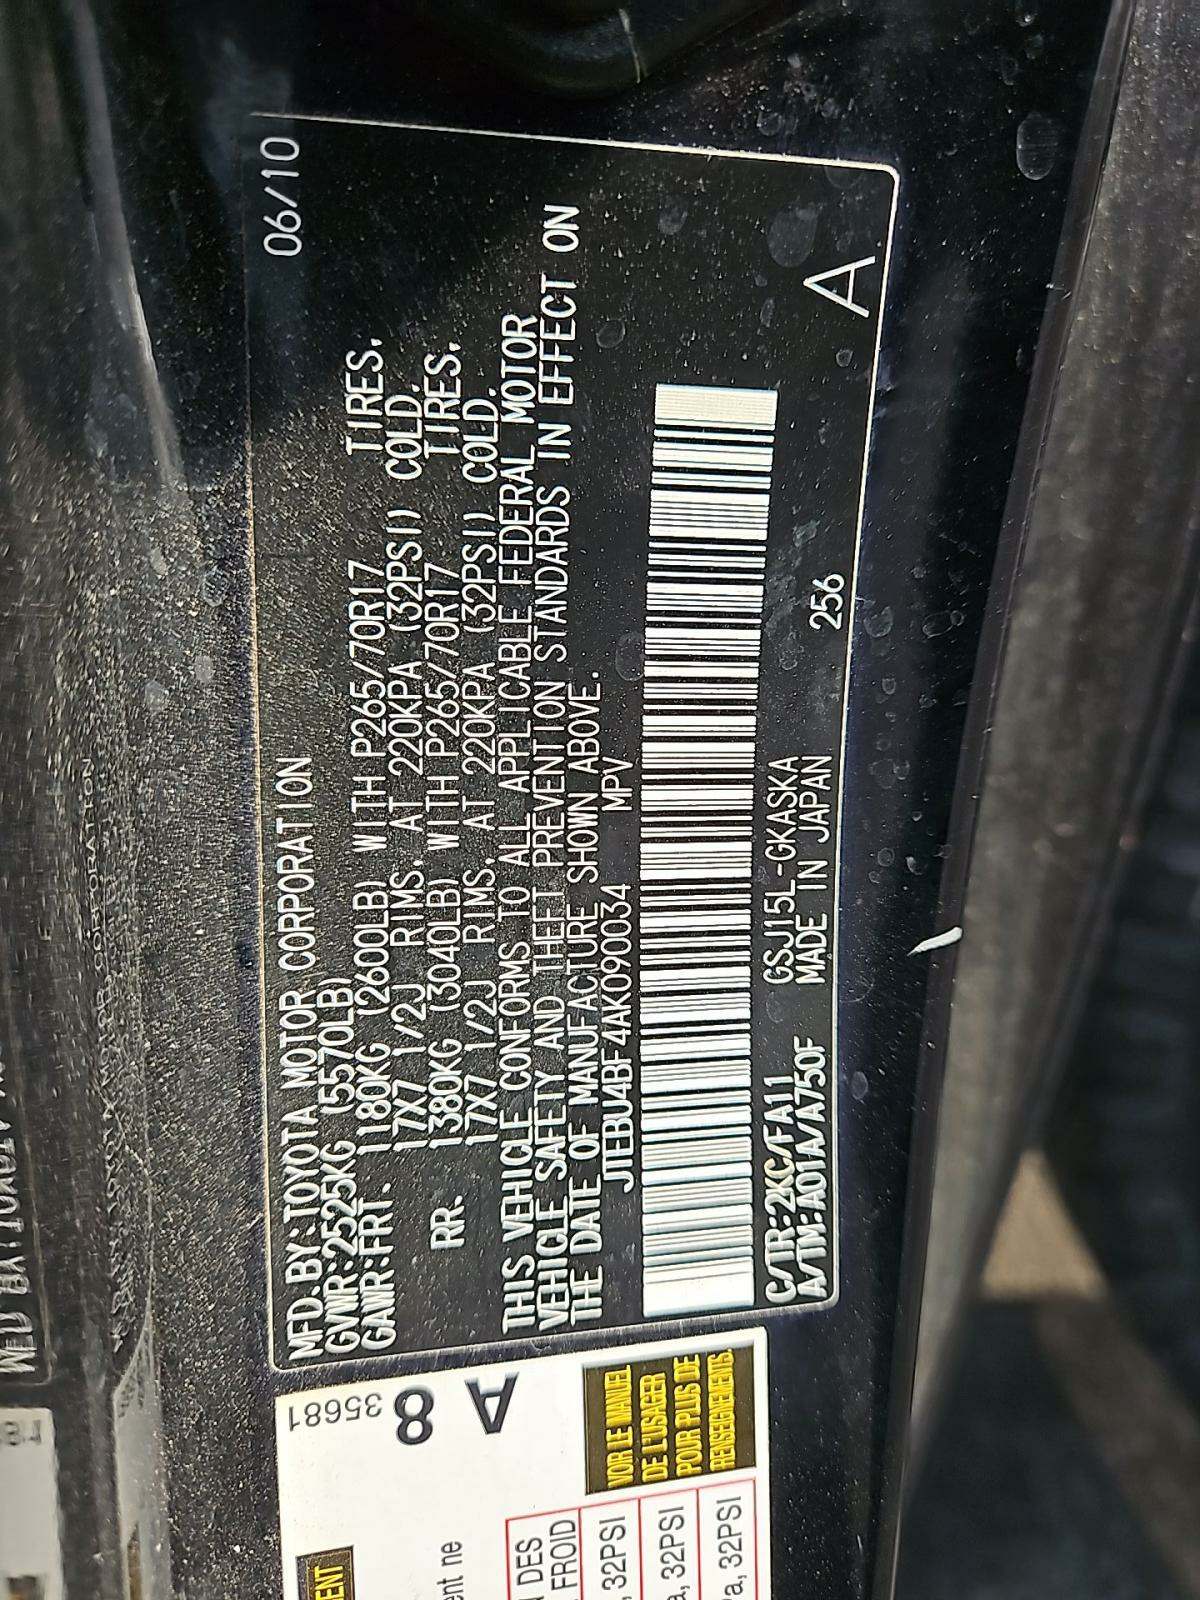 MFD.BY:TOYOTA MOTOR CORPORATION 06/10
GVWR:2525KG (5570LB)
GAWR:FRT. 1180KG (2600LB) WITH P265/70R17 TIRES.
17X7 1/2J RIMS. AT 220KPA (32PSI) COLD.
RR. 1380KG (3040LB) WITH P265/70R17 TIRES.
17X7 1/2J RIMS. AT 220KPA (32PSI) COLD.
THIS VEHICLE CONFORMS TO ALL APPLICABLE FEDERAL MOTOR
VEHICLE SAFETY AND THEFT PREVENTION STANDARDS IN EFFECT ON
THE DATE OF MANUFACTURE SHOWN ABOVE.
JTEBU4BF4AK090034 MPV
C/TR:2KC/FA11 GSJ15L-GKASKA
A/TM:A01A/A750F MADE IN JAPAN 256
A
35681
8
A
VOIR LE MANUEL
DE L'USAGER
POUR PLUS DE
RENSEIGNEMENTS.
DES
FROID
, 32PSI
a, 32PSI
Pa, 32PSI